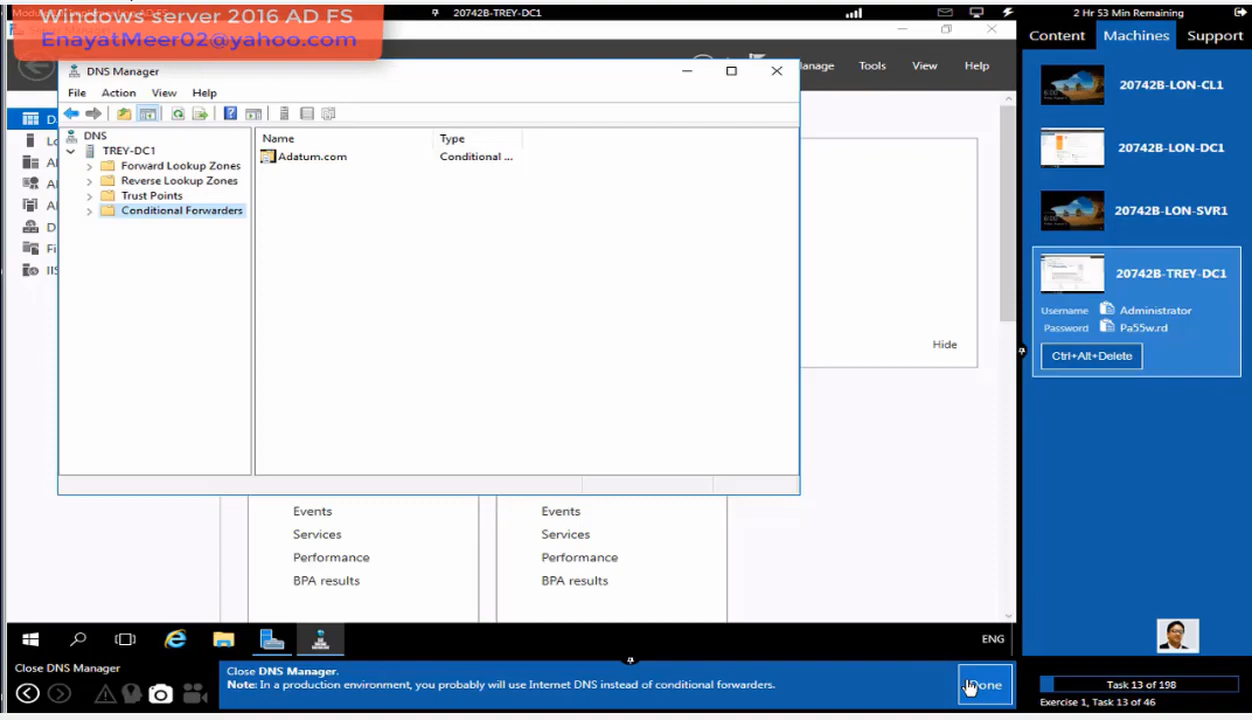 Windows server 2016 AD FS
EnayatMeer02@yahoo.com
20742B-TREY-DC1
2 Hr 53 Min Remaining
Content
Machines
Support
DNS Manager
Manage
Tools
View
Help
File
Action
View
Help
DNS
TREY-DC1
Forward Lookup Zones
Reverse Lookup Zones
Trust Points
Conditional Forwarders
Name
Type
Adatum.com
Conditional ...
Hide
Events
Services
Performance
BPA results
Events
Services
Performance
BPA results
20742B-LON-CL1
20742B-LON-DC1
20742B-LON-SVR1
20742B-TREY-DC1
Username
Administrator
Password
Pa55w.rd
Ctrl+Alt+Delete
ENG
Close DNS Manager
Close DNS Manager.
Note: In a production environment, you probably will use Internet DNS instead of conditional forwarders.
Done
Task 13 of 198
Exercise 1, Task 13 of 46